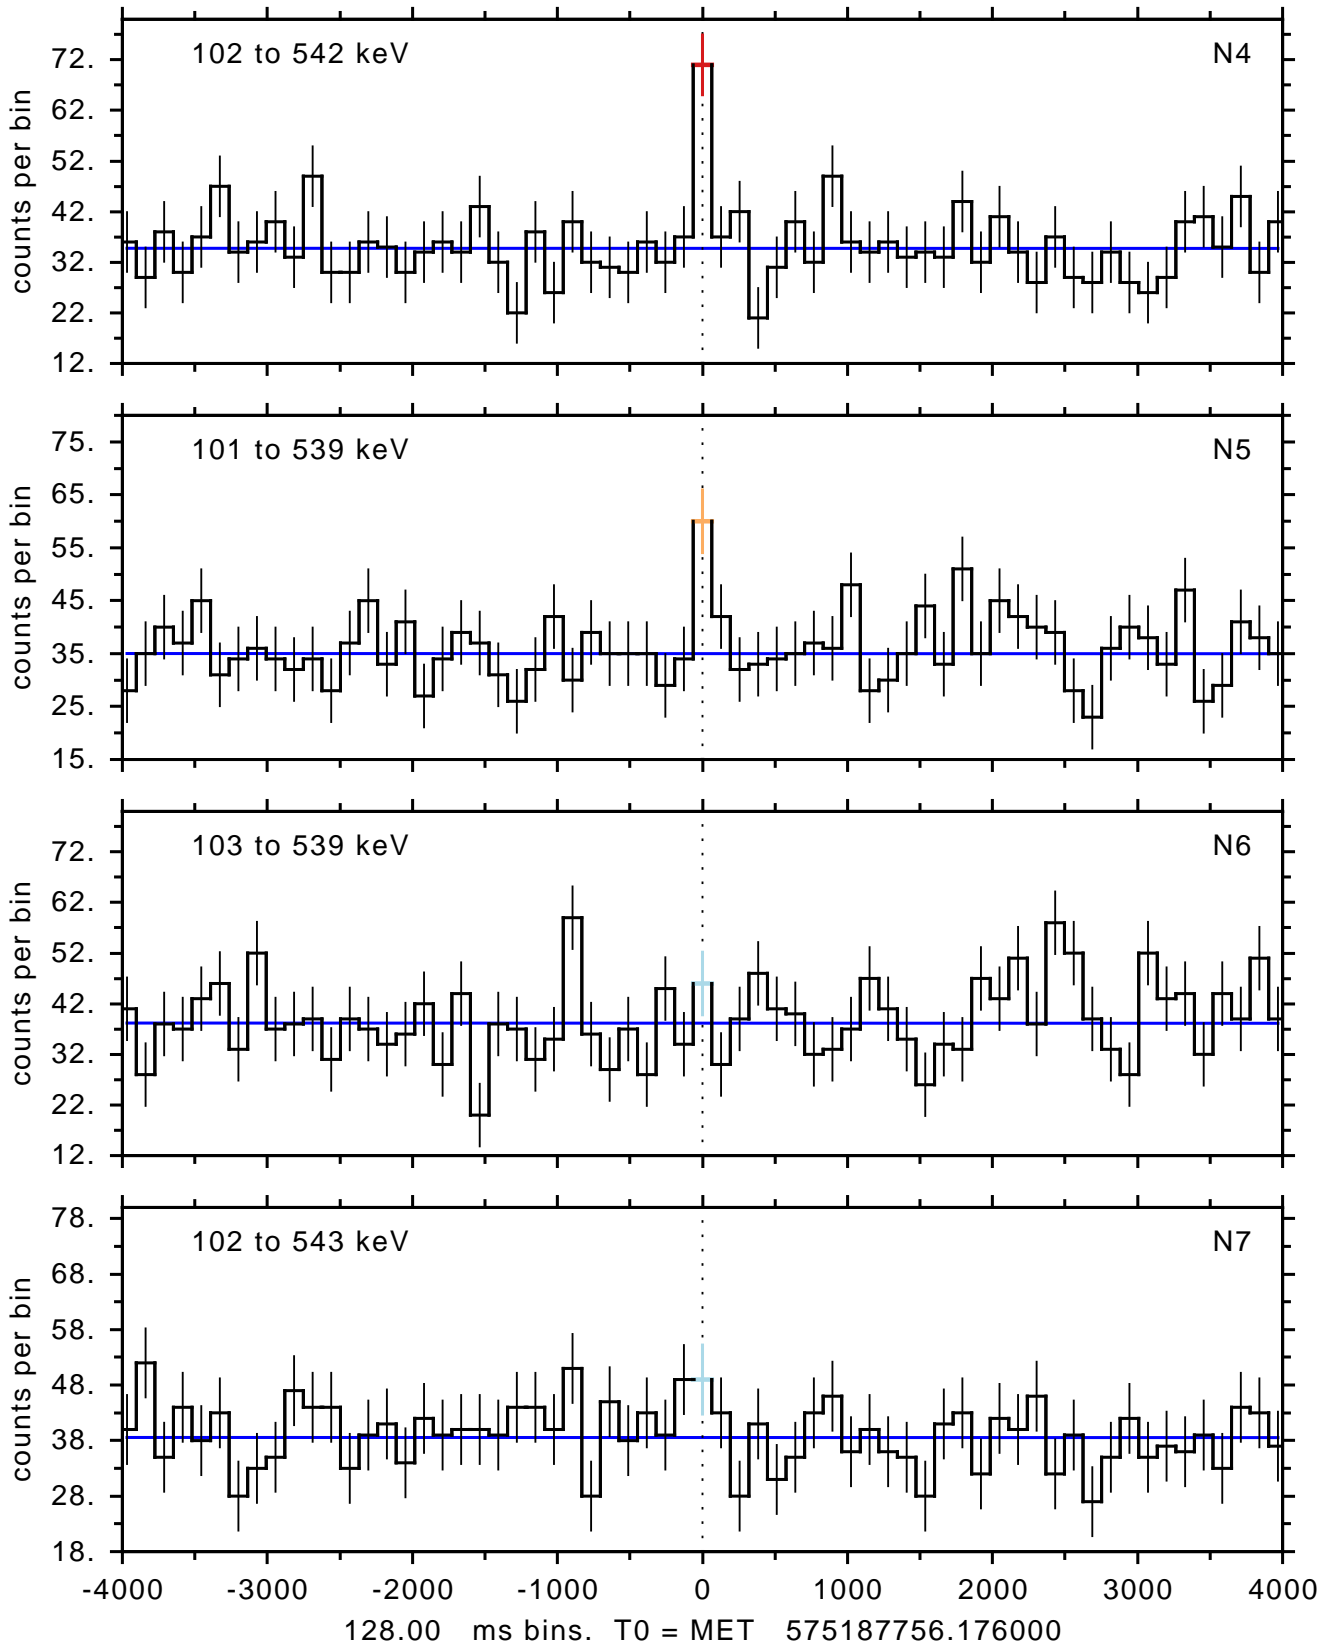 102 to 542 keV N4
72.
62.
52.
42.
32.
22.
12.
counts per bin
101 to 539 keV N5
75.
65.
55.
45.
35.
25.
15.
counts per bin
103 to 539 keV N6
72.
62.
52.
42.
32.
22.
12.
counts per bin
102 to 543 keV N7
78.
68.
58.
48.
38.
28.
18.
counts per bin
-4000 -3000 -2000 -1000 0 1000 2000 3000 4000
128.00 ms bins. T0 = MET 575187756.176000